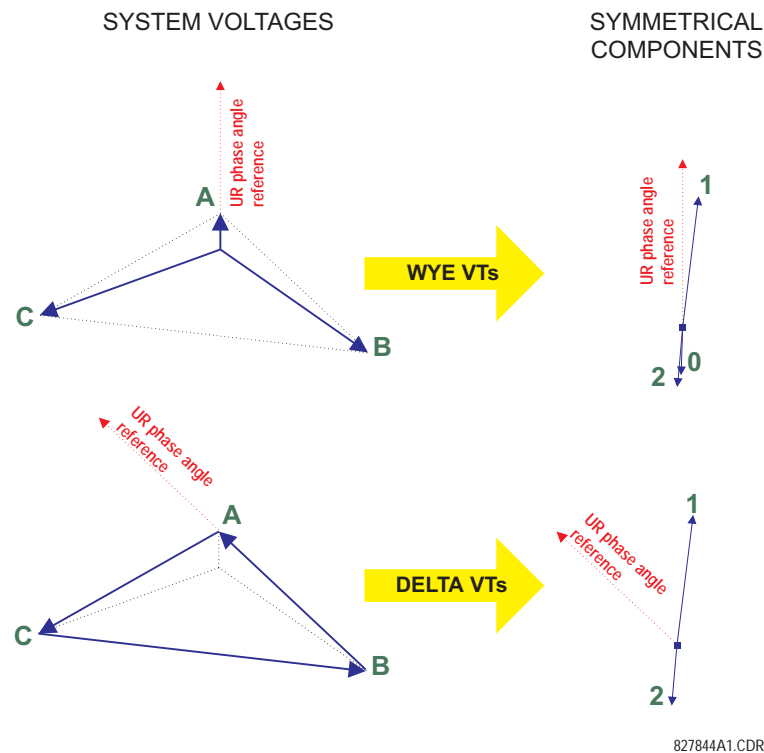 SYSTEM VOLTAGES
SYMMETRICAL
COMPONENTS
UR phase angle
reference
A
C
B
WYE VTs
UR phase angle
reference
1
2
0
UR phase angle
reference
A
C
B
DELTA VTs
UR phase angle
reference
1
2
827844A1.CDR